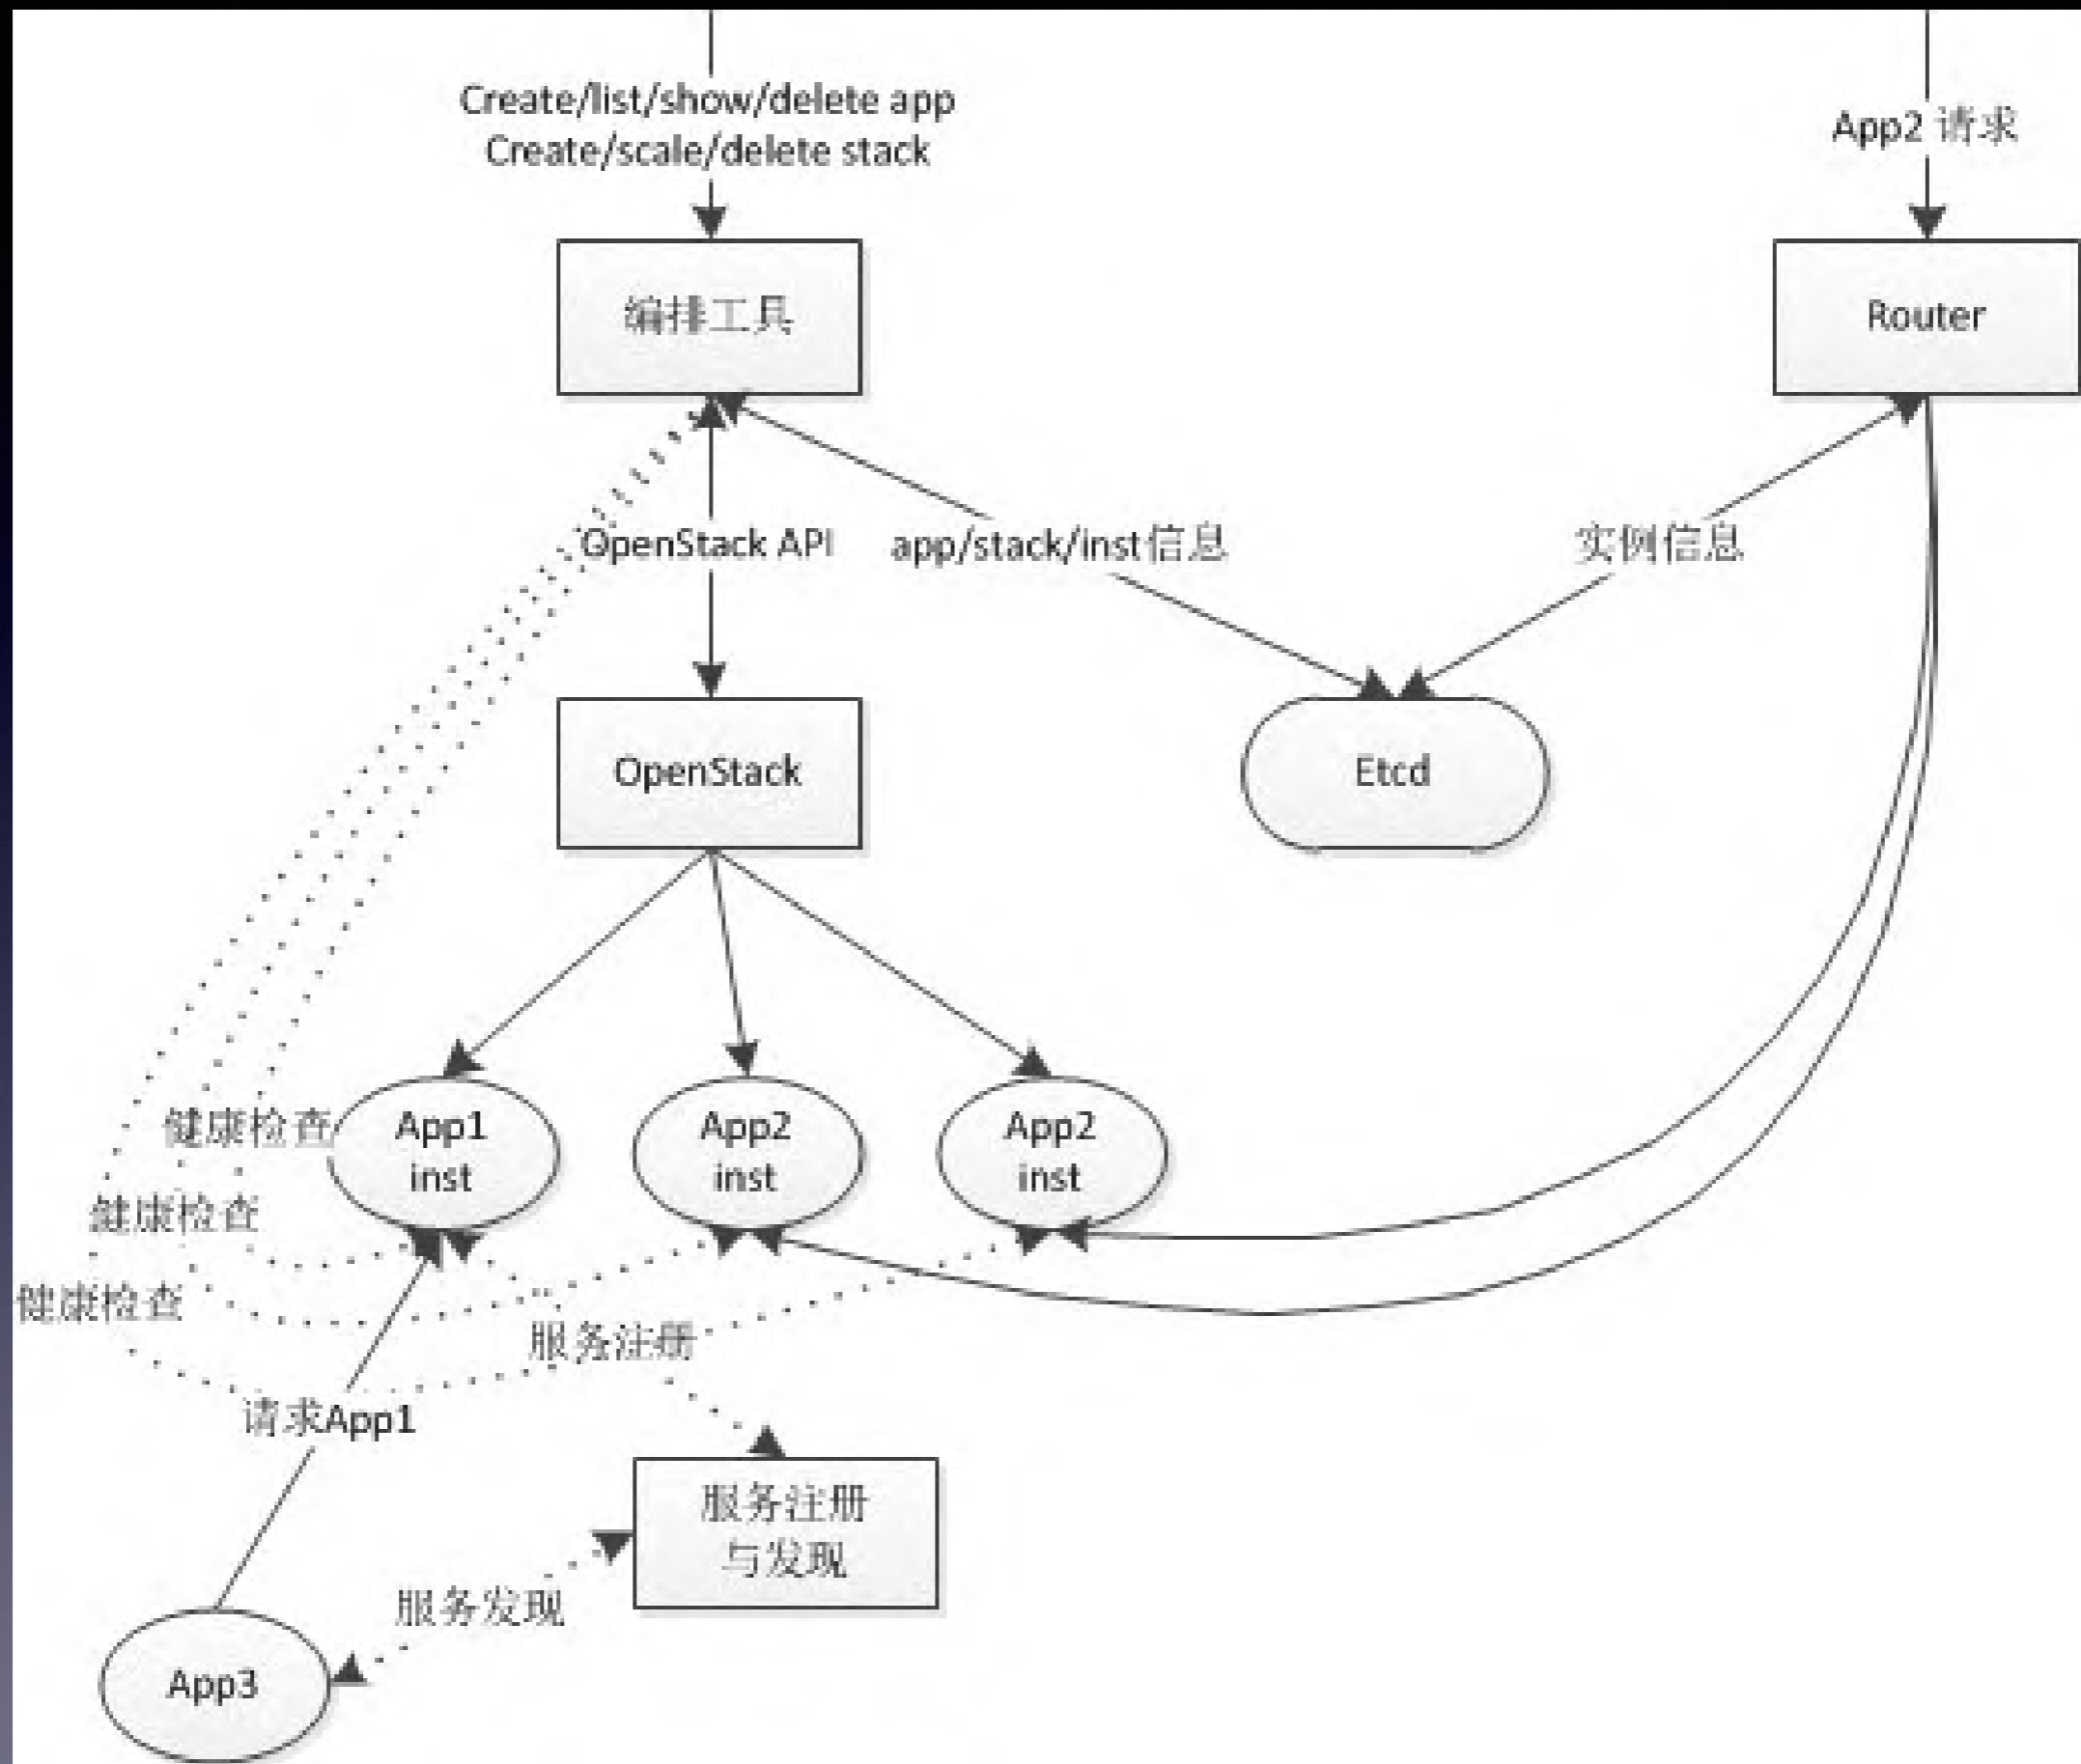 Create/list/show/delete app
Create/scale/delete stack
App2 请求
编排工具
Router
OpenStack API
app/stack/inst信息
实例信息
OpenStack
Etcd
App1
inst
App2
inst
App2
inst
健康检查
健康检查
健康检查
服务注册
请求App1
服务注册
与发现
服务发现
App3